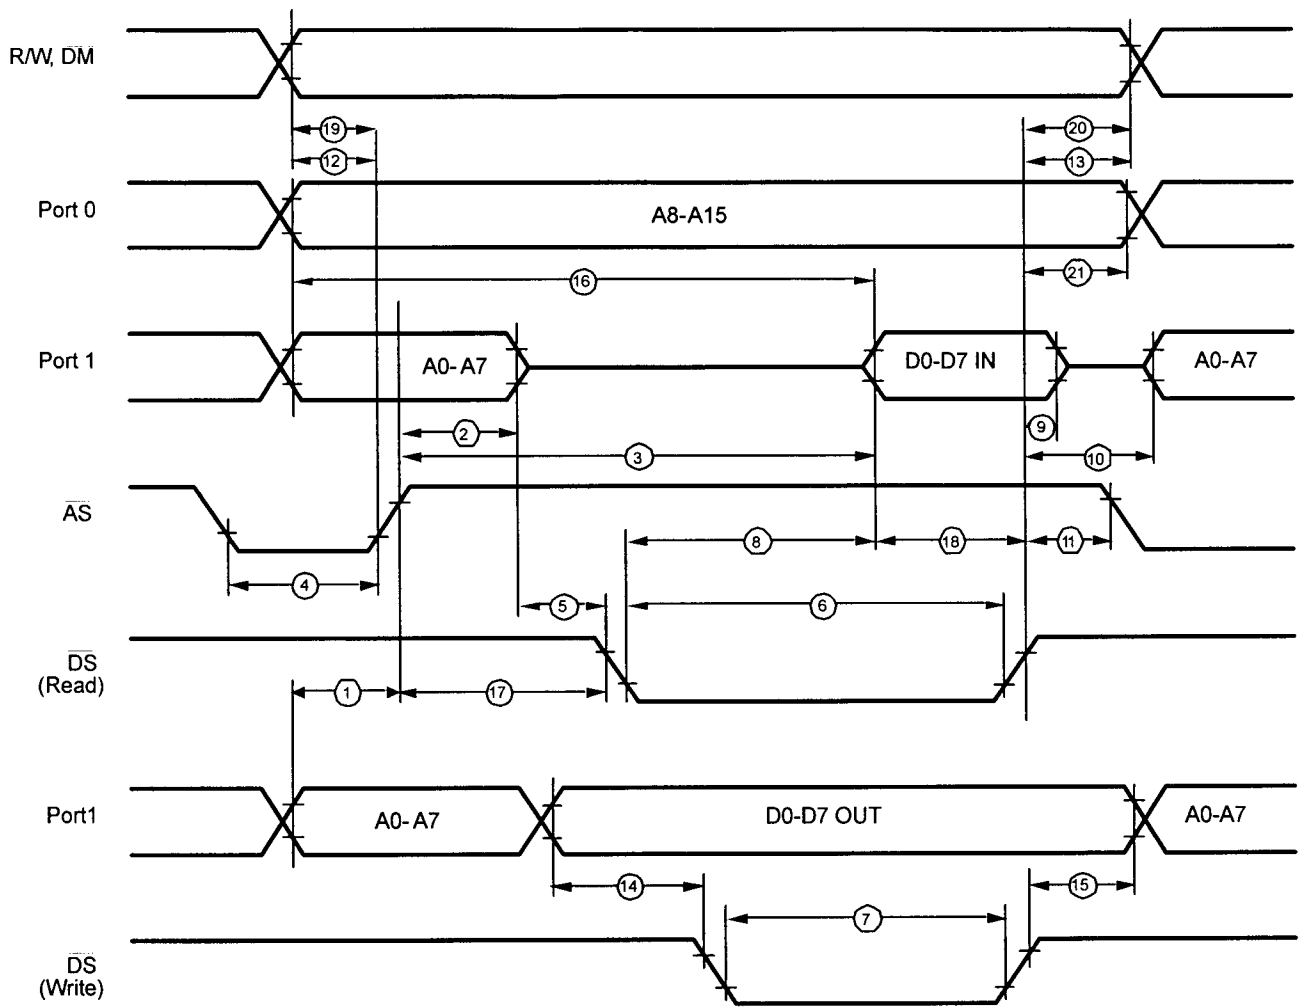 R/W, DM
19
20
12
13
Port 0
A8-A15
21
16
Port 1
A0-A7
D0-D7 IN
A0-A7
2
9
3
10
AS
8
18
11
4
5
6
DS
(Read)
1
17
Port1
A0-A7
D0-D7 OUT
A0-A7
14
15
7
DS
(Write)